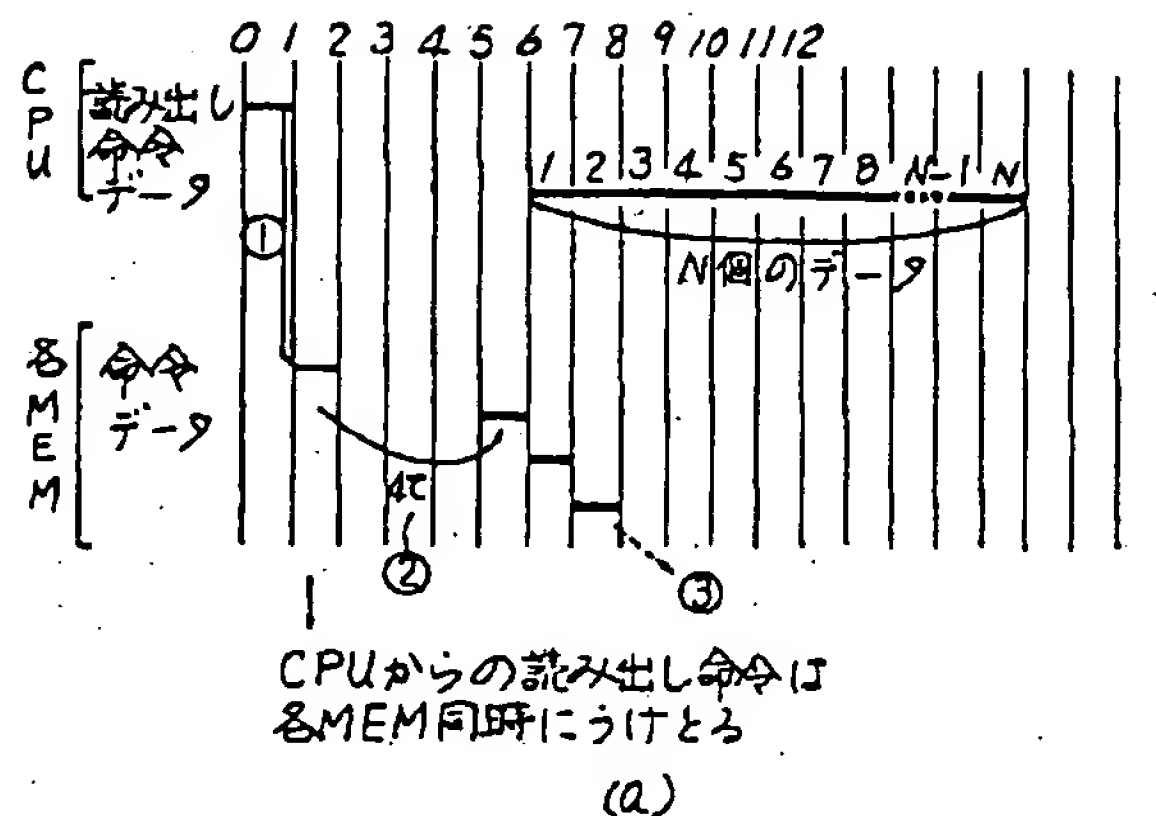 0 1 2 3 4 5 6 7 8 9 10 11 12
CPU
読み出し
命令
データ
1 2 3 4 5 6 7 8 N-1 N
①
N個のデータ
各MEM
命令
データ
4τ
②
③
CPUからの読み出し命令は
各MEM同時にうけとる
(a)